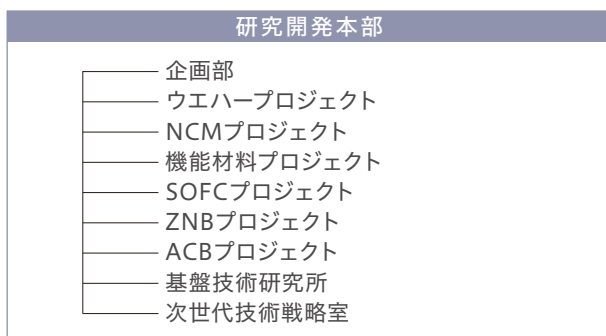 研究開発本部
企画部
ウエハープロジェクト
NCMプロジェクト
機能材料プロジェクト
SOFCプロジェクト
ZNBプロジェクト
ACBプロジェクト
基盤技術研究所
次世代技術戦略室